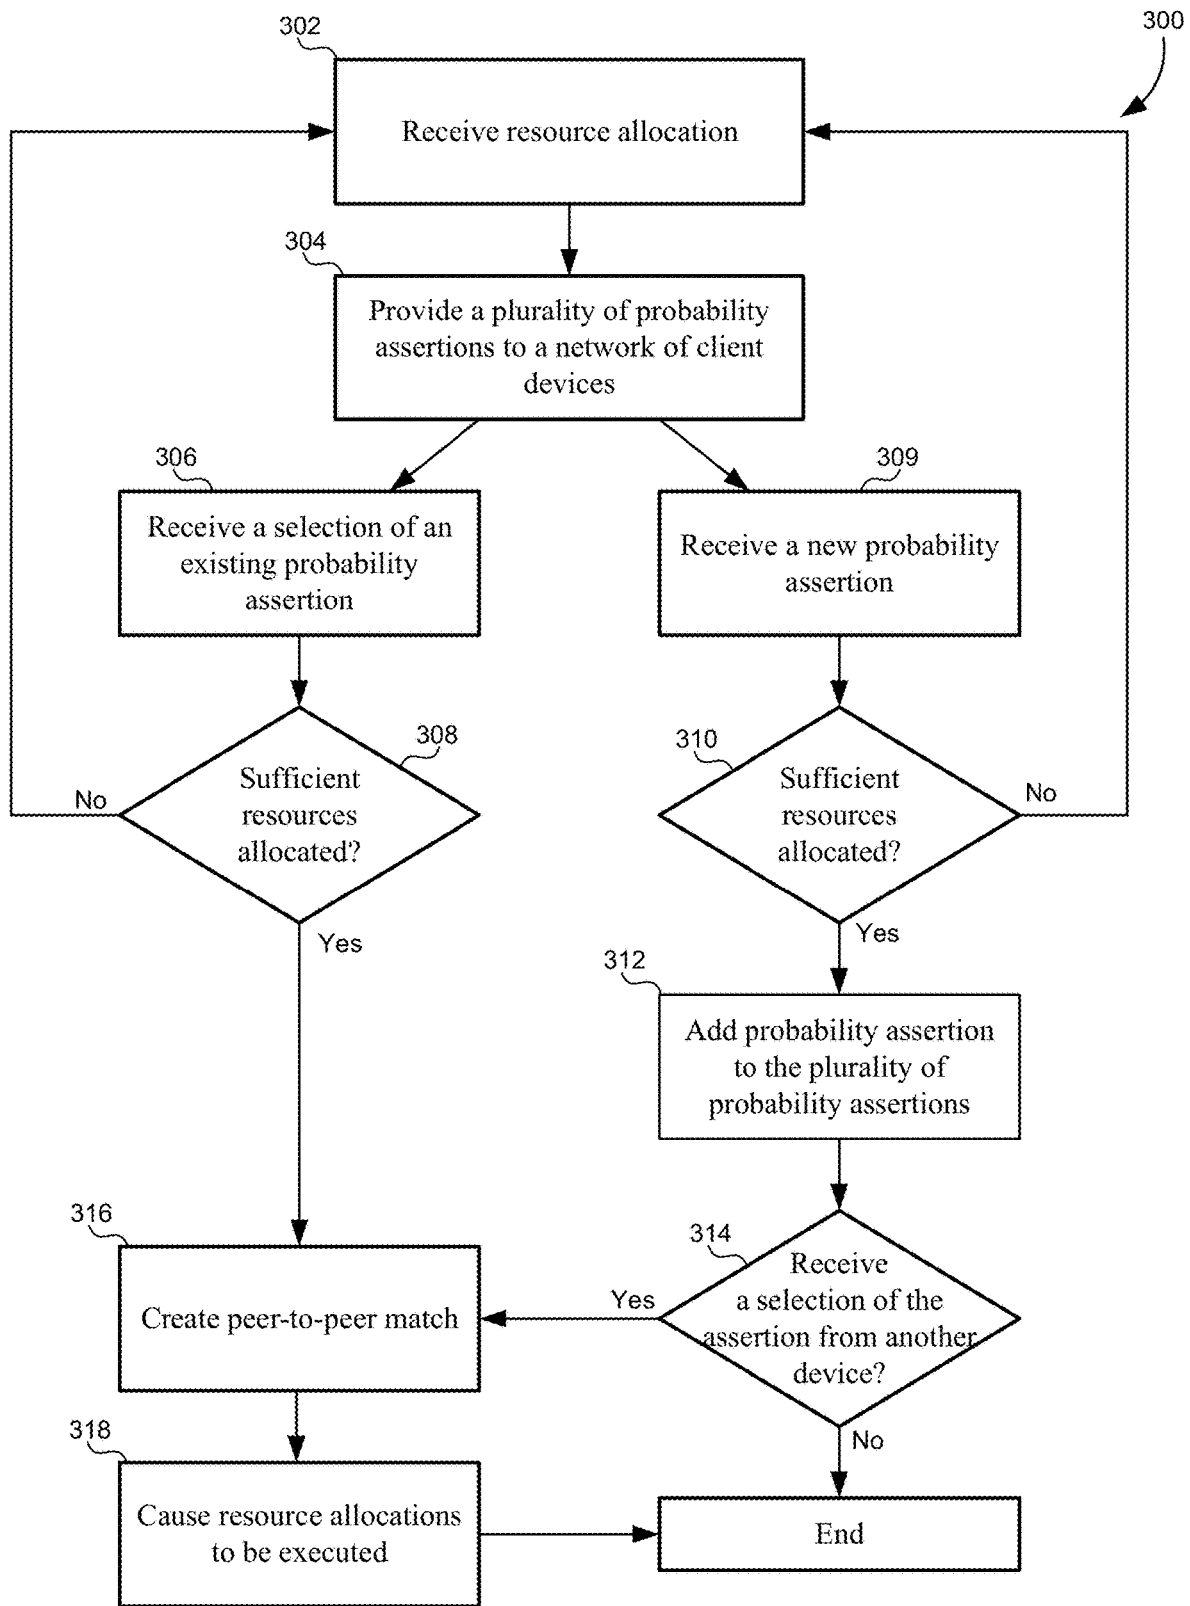 302
300
Receive resource allocation
304
Provide a plurality of probability
assertions to a network of client
devices
306
309
Receive a selection of an
existing probability
assertion
Receive a new probability
assertion
308
310
Sufficient
resources
allocated?
No
Yes
Sufficient
resources
allocated?
No
Yes
312
Add probability assertion
to the plurality of
probability assertions
316
314
Create peer-to-peer match
Yes
Receive
a selection of the
assertion from another
device?
No
318
Cause resource allocations
to be executed
End